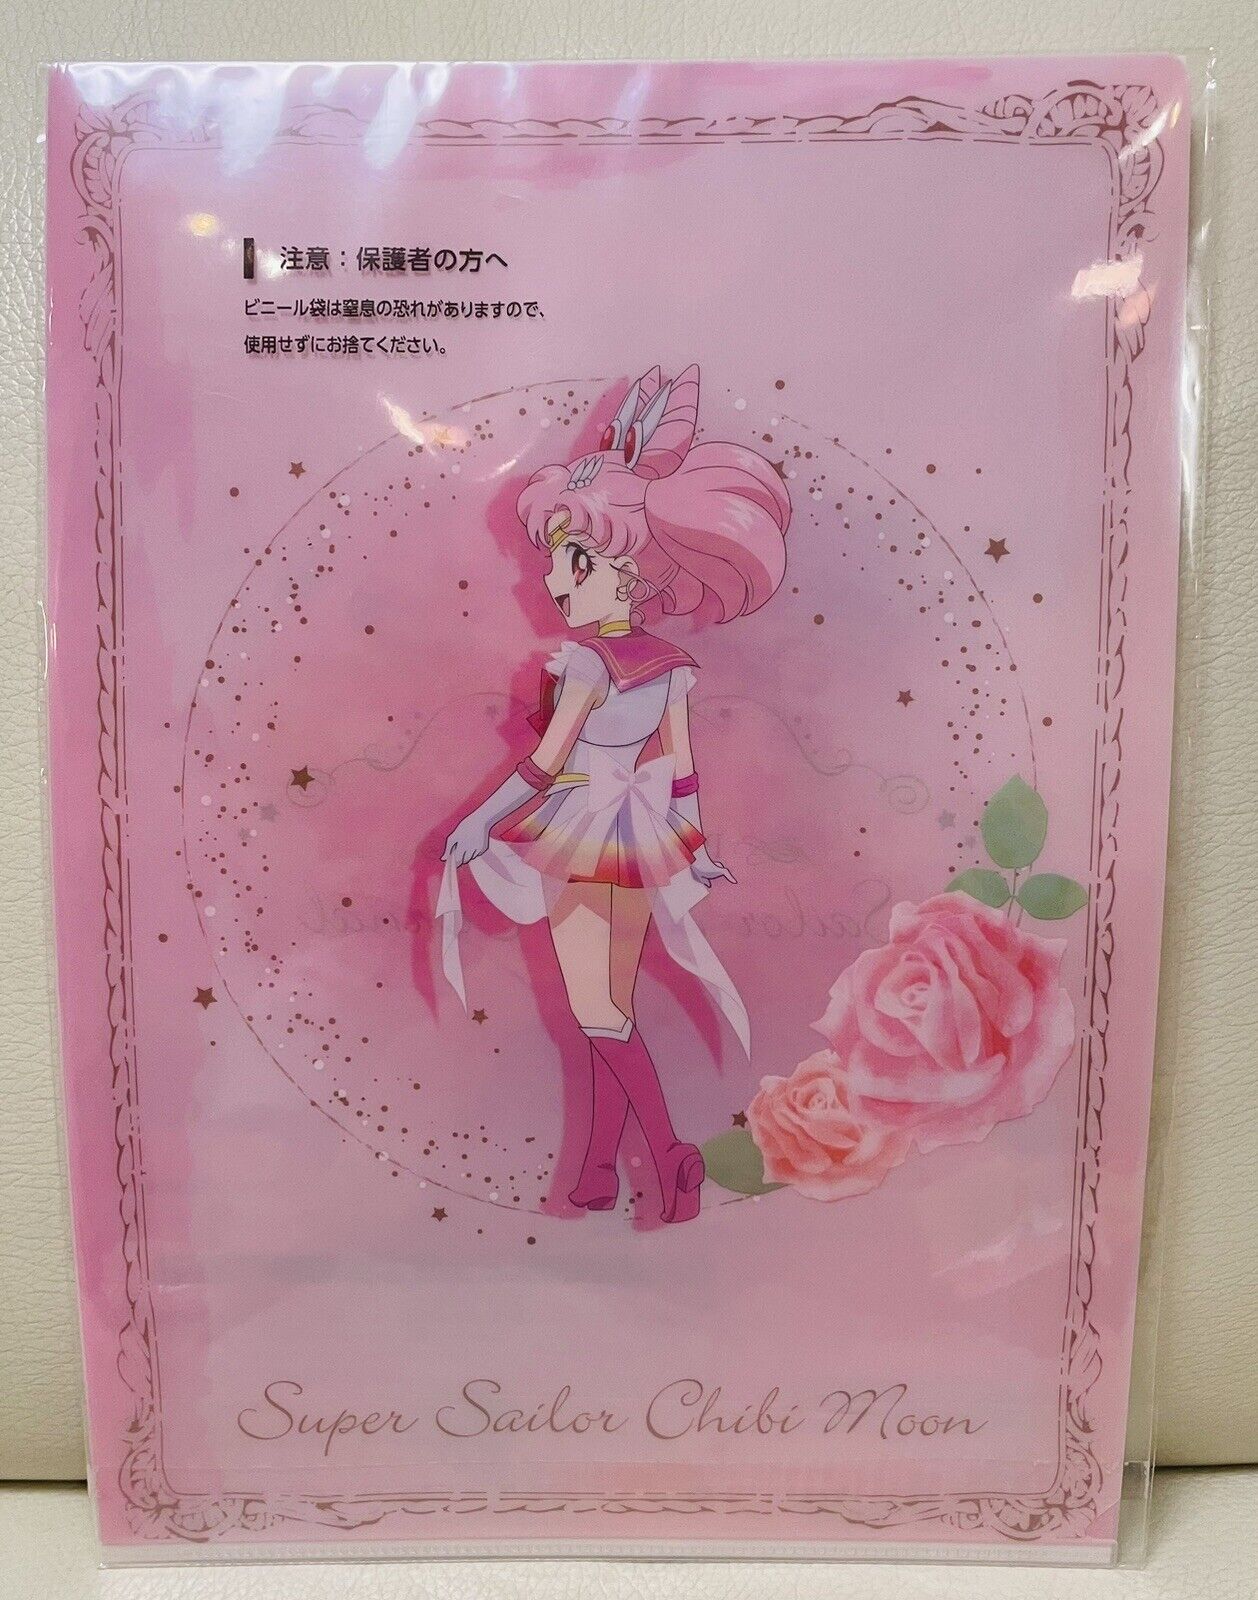 注意：保護者の方へ
ビニール袋は窒息の恐れがありますので、
使用せずにお捨てください。
Sailor
Super Sailor Chibi Moon